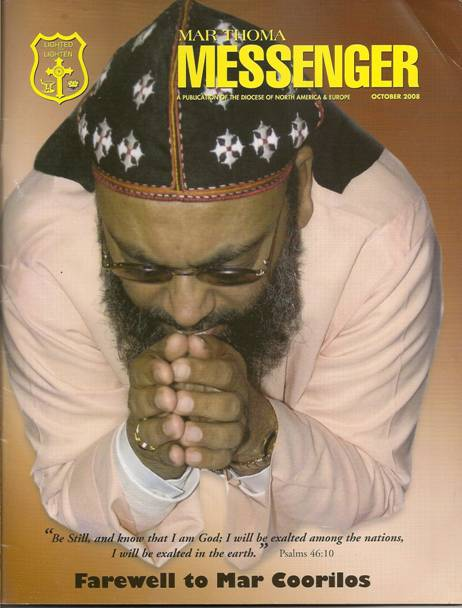 LIGHTED
TO
LIGHTEN
MAR THOMA
MESSENGER
A PUBLICATION OF THE DIOCESE OF NORTH AMERICA & EUROPE OCTOBER 2008
“Be Still, and know that I am God; I will be exalted among the nations,
I will be exalted in the earth.” Psalms 46:10
Farewell to Mar Coorilos